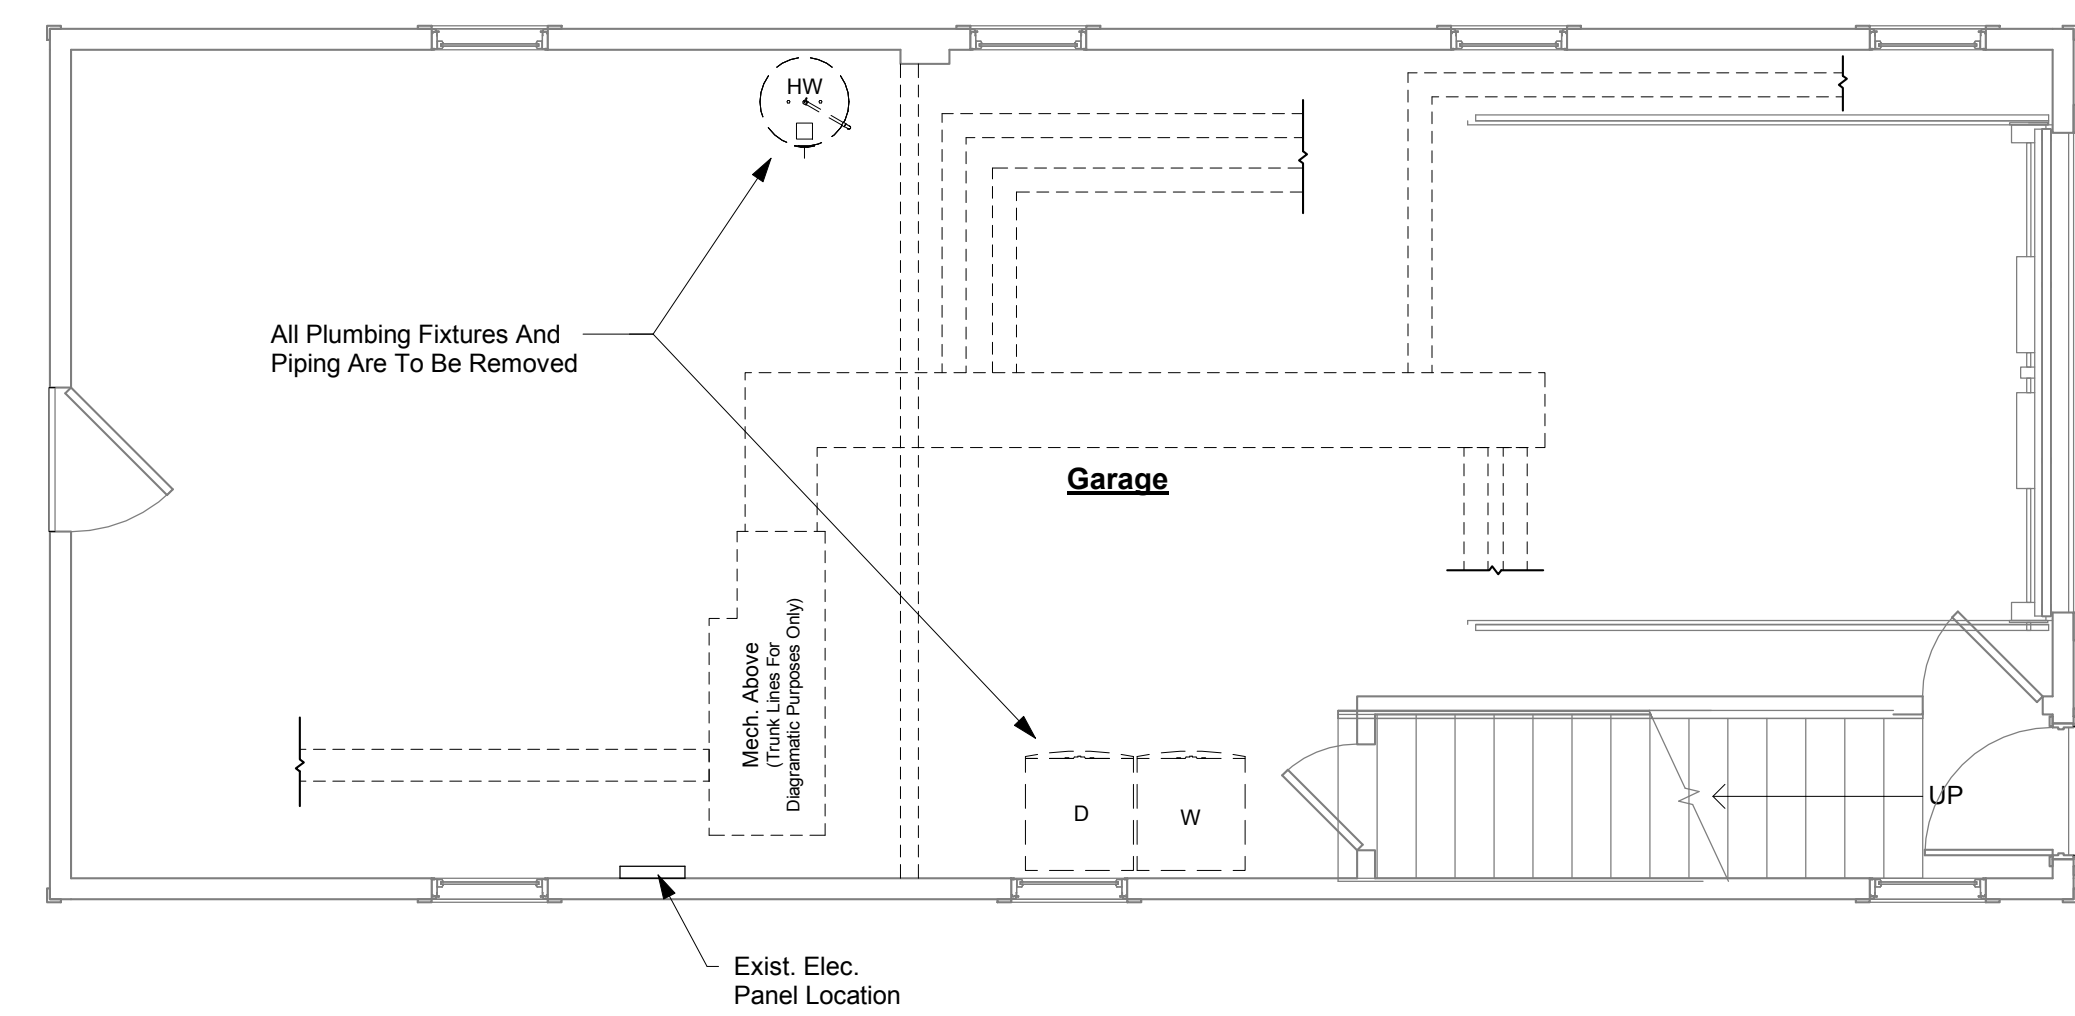 HW
All Plumbing Fixtures And
Piping Are To Be Removed
Garage
Mech. Above
(Trunk Lines For
Diagramatic Purposes Only)
D
W
UP
Exist. Elec.
Panel Location